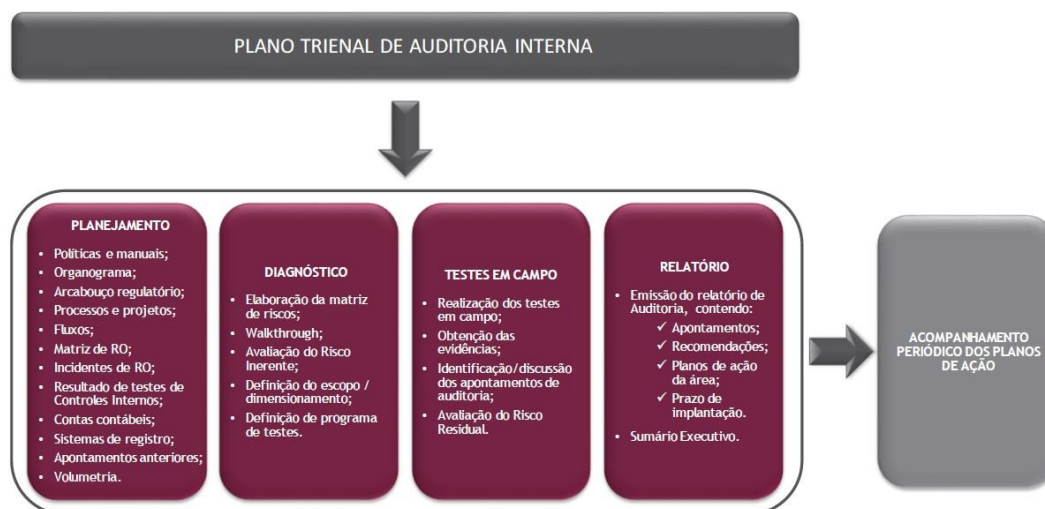 PLANO TRIENAL DE AUDITORIA INTERNA
PLANEJAMENTO
• Políticas e manuais;
• Organograma;
• Arcabouço regulatório;
• Processos e projetos;
• Fluxos;
• Matriz de RO;
• Incidentes de RO;
• Resultado de testes de
Controles Internos;
• Contas contábeis;
• Sistemas de registro;
• Apontamentos anteriores;
• Volumetria.
DIAGNÓSTICO
• Elaboração da matriz
de riscos;
• Walkthrough;
• Avaliação do Risco
Inerente;
• Definição do escopo /
dimensionamento;
• Definição de programa
de testes.
TESTES EM CAMPO
• Realização dos testes
em campo;
• Obtenção das
evidências;
• Identificação/discussão
dos apontamentos de
auditoria;
• Avaliação do Risco
Residual.
RELATÓRIO
• Emissão do relatório de
Auditoria, contendo:
✓ Apontamentos;
✓ Recomendações;
✓ Planos de ação
da área;
✓ Prazo de
implantação.
• Sumário Executivo.
ACOMPANHAMENTO
PERIÓDICO DOS PLANOS
DE AÇÃO